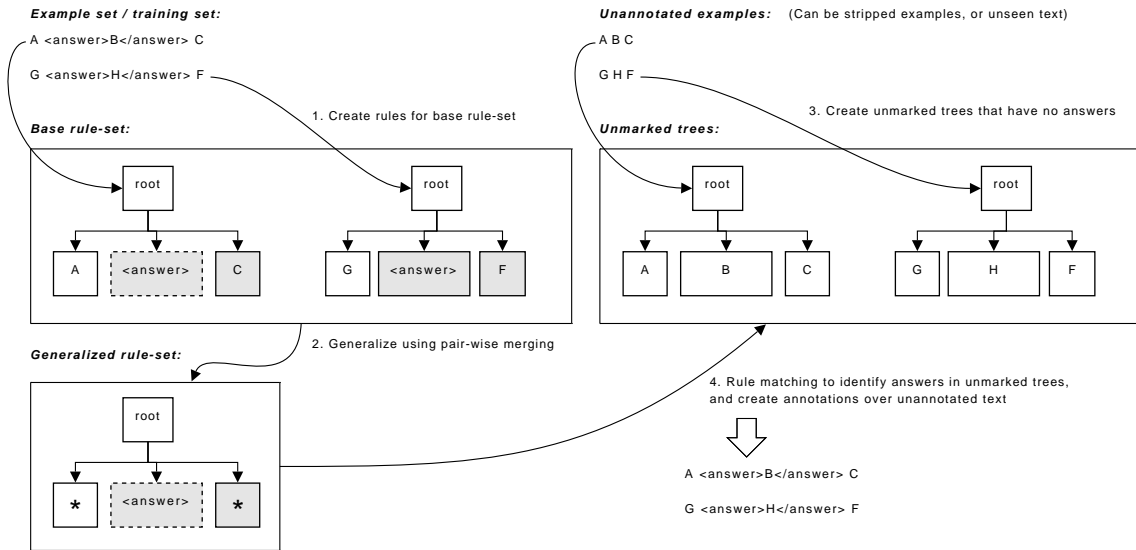 Example set / training set:
A <answer>B</answer> C
G <answer>H</answer> F
1. Create rules for base rule-set
Base rule-set:
root
root
A
<answer>
C
G
<answer>
F
2. Generalize using pair-wise merging
Generalized rule-set:
root
*
<answer>
*
Unannotated examples: (Can be stripped examples, or unseen text)
A B C
G H F
3. Create unmarked trees that have no answers
Unmarked trees:
root
root
A
B
C
G
H
F
4. Rule matching to identify answers in unmarked trees,
and create annotations over unannotated text
A <answer>B</answer> C
G <answer>H</answer> F